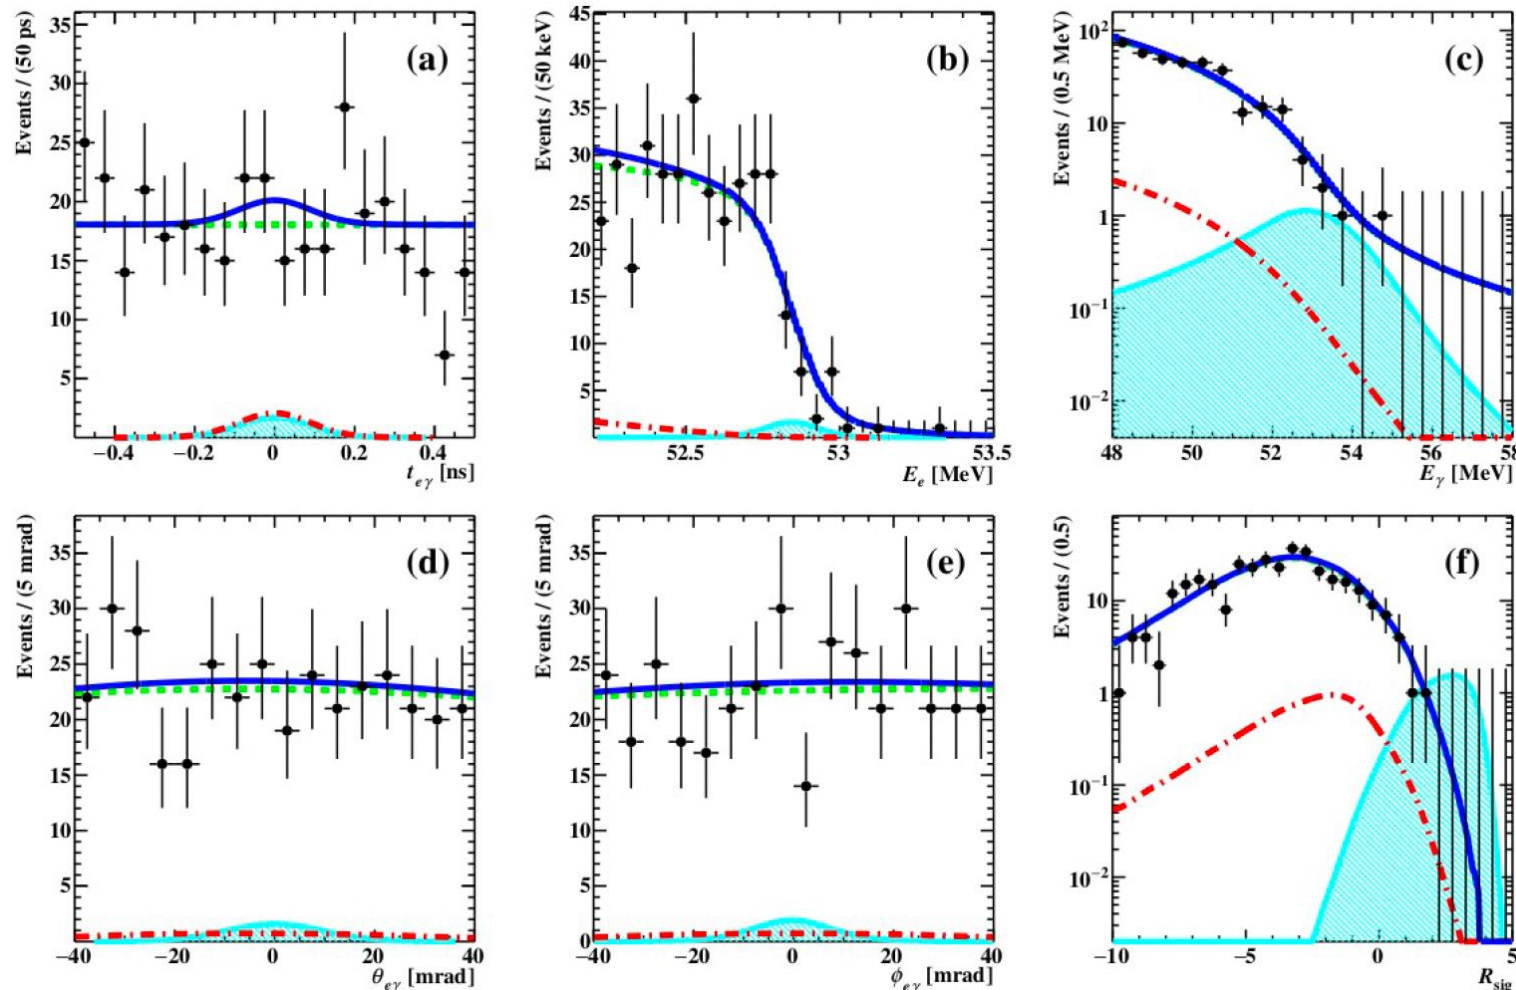 Events / (50 ps)
35
30
25
20
15
10
5
(a)
−0.4 −0.2 0 0.2 0.4
t_eγ [ns]
Events / (50 keV)
45
40
35
30
25
20
15
10
5
(b)
52.5 53 53.5
E_e [MeV]
Events / (0.5 MeV)
10²
10
1
10⁻¹
10⁻²
(c)
48 50 52 54 56 58
E_γ [MeV]
Events / (5 mrad)
35
30
25
20
15
10
5
(d)
−40 −20 0 20 40
θ_eγ [mrad]
Events / (5 mrad)
35
30
25
20
15
10
5
0
(e)
−40 −20 0 20 40
ϕ_eγ [mrad]
Events / (0.5)
10
1
10⁻¹
10⁻²
(f)
−10 −5 0 5
R_sig